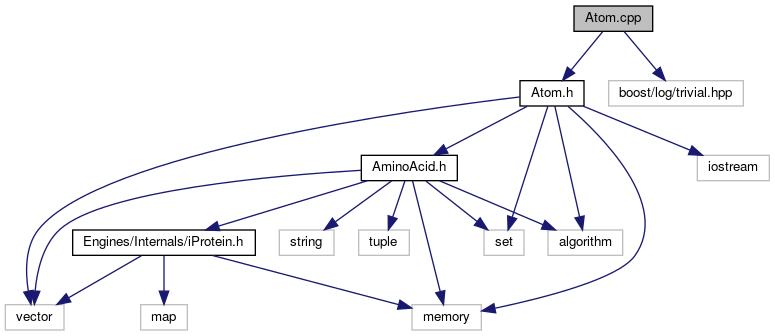 Atom.cpp
Atom.h
boost/log/trivial.hpp
AminoAcid.h
iostream
Engines/Internals/iProtein.h
string
tuple
set
algorithm
vector
map
memory